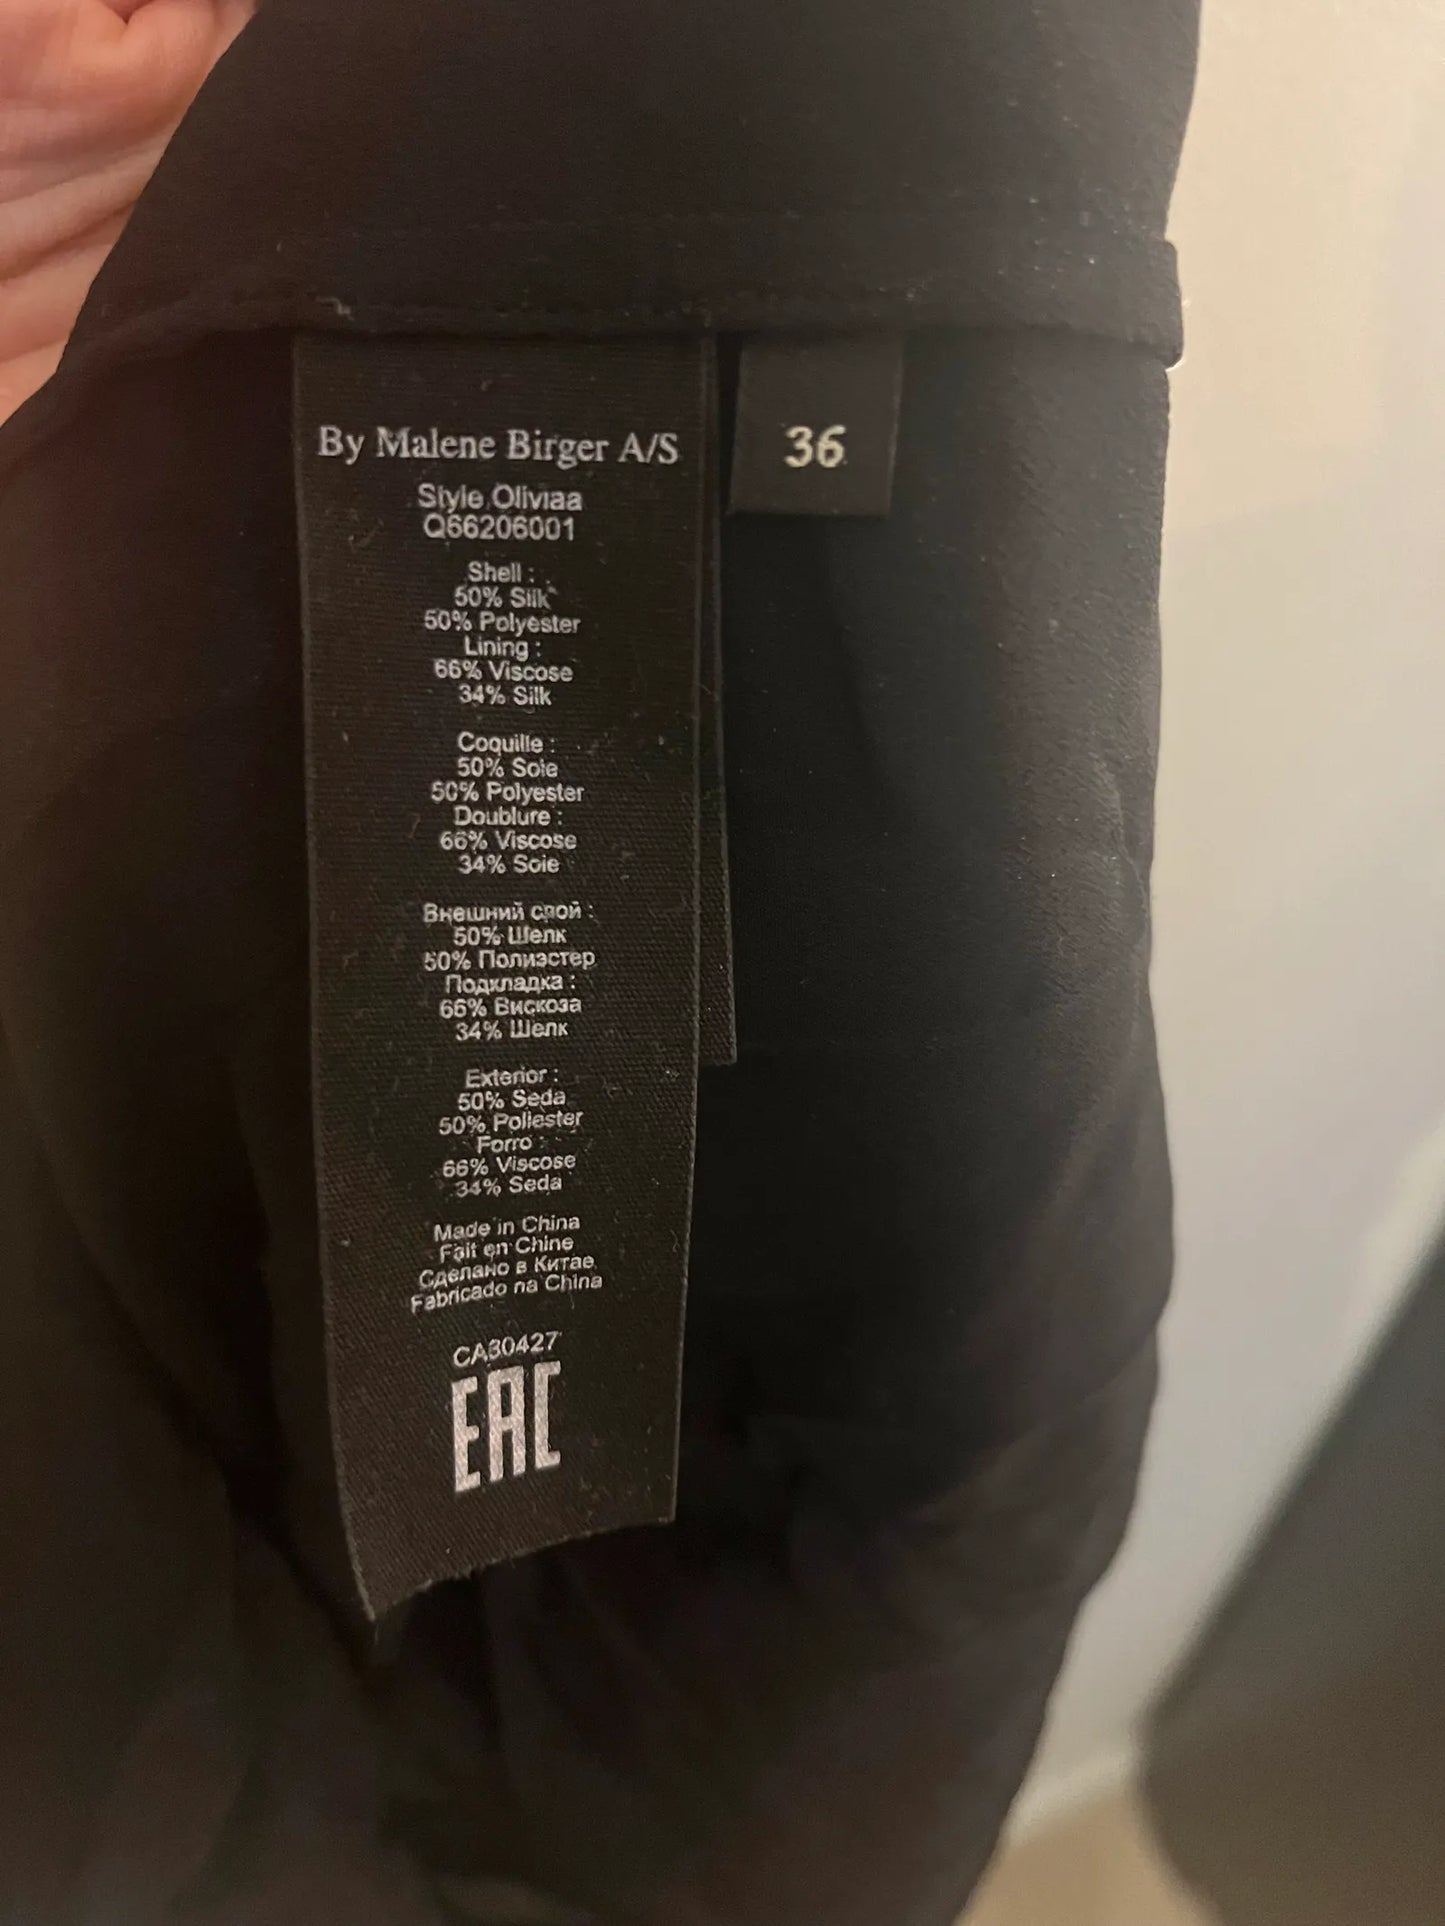 By Malene Birger A/S
Style Oliviaa
Q66206001
Shell :
50% Silk
50% Polyester
Lining :
66% Viscose
34% Silk
Coquille :
50% Soie
50% Polyester
Doublure :
66% Viscose
34% Soie
Внешний слой :
50% Шелк
50% Полиэстер
Подкладка :
66% Вискоза
34% Шелк
Exterior :
50% Seda
50% Poliester
Forro :
66% Viscose
34% Seda
Made in China
Fait en Chine
Сделано в Китае
Fabricado na China
CA30427
EAC
36